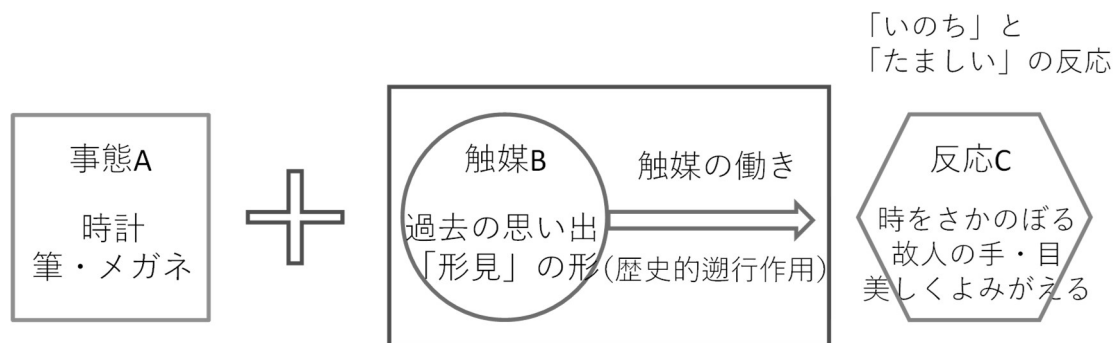 「いのち」と
「たましい」の反応
事態A
時計
筆・メガネ
触媒B
過去の思い出
「形見」の形
触媒の働き
(歴史的遡行作用)
反応C
時をさかのぼる
故人の手・目
美しくよみがえる